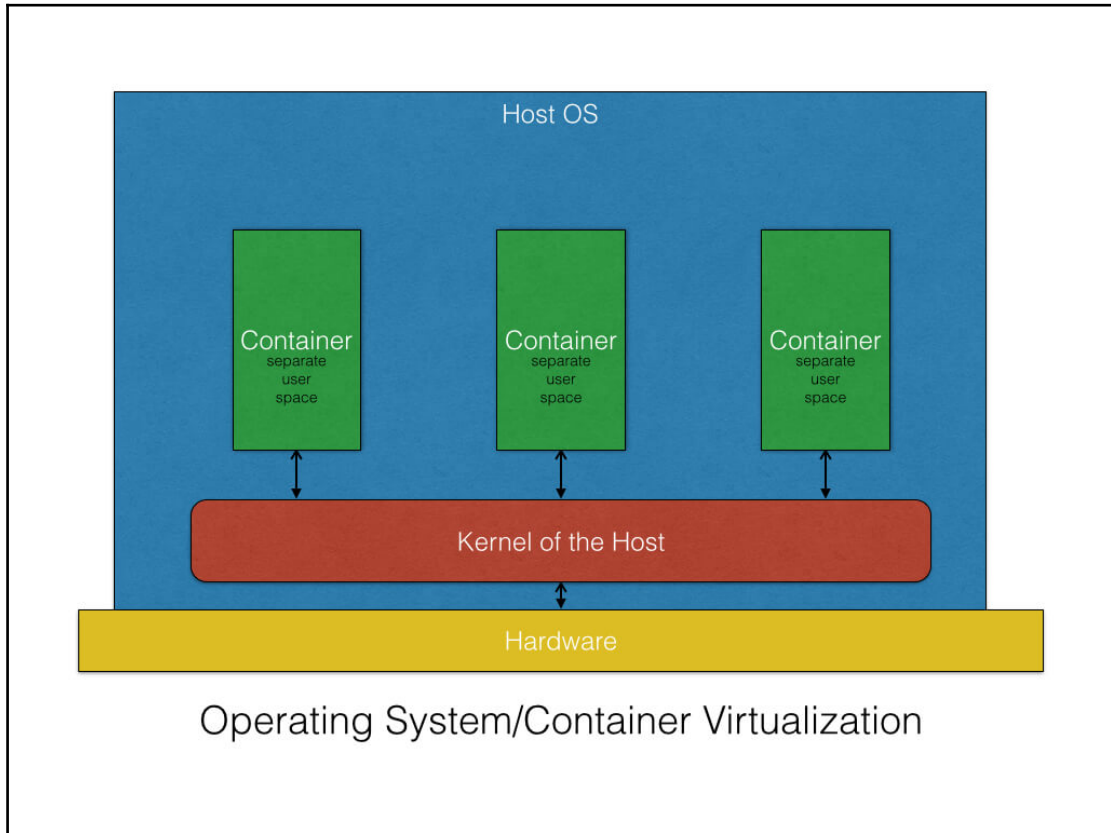 Host OS
Container
separate
user
space
Container
separate
user
space
Container
separate
user
space
Kernel of the Host
Hardware
Operating System/Container Virtualization